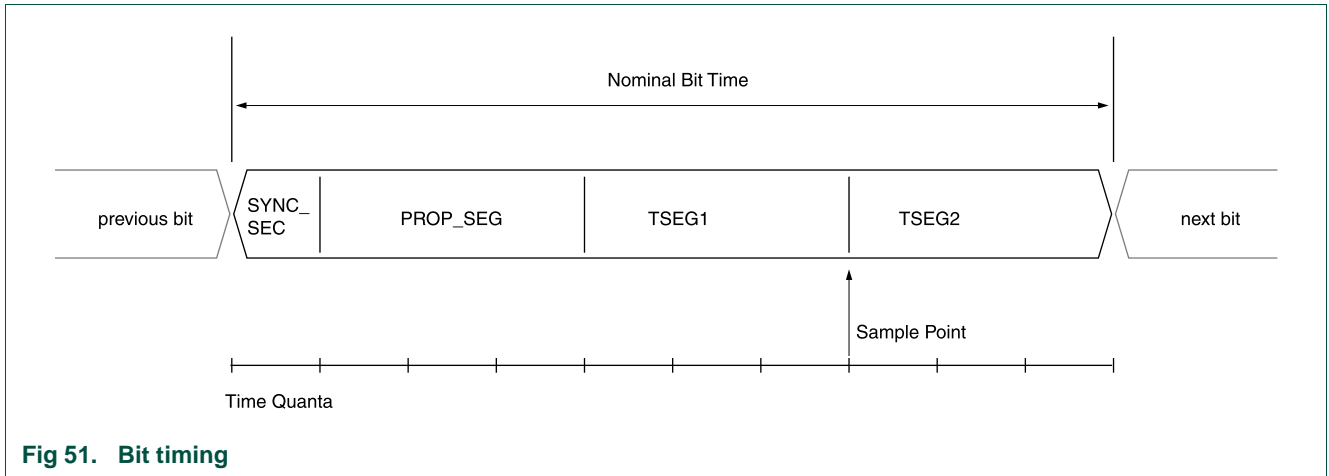 Nominal Bit Time
previous bit
SYNC_
SEC
PROP_SEG
TSEG1
TSEG2
next bit
Sample Point
Time Quanta
Fig 51. Bit timing